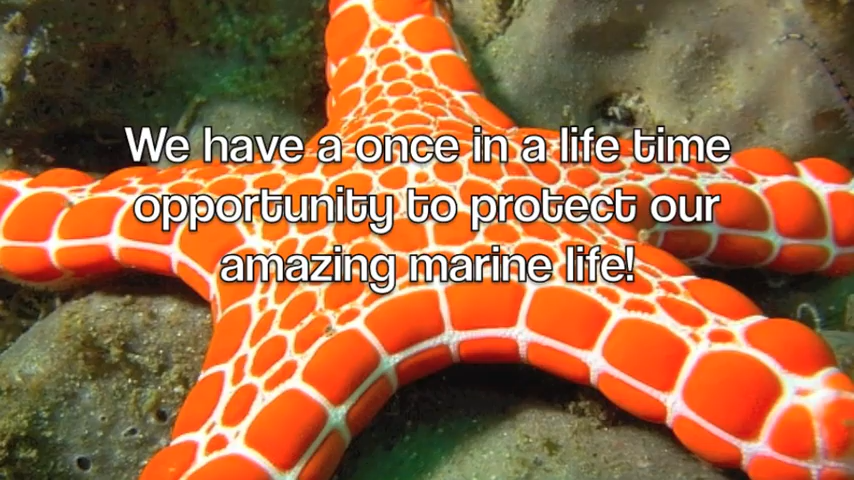 We have a once in a life time
opportunity to protect our
amazing marine life!